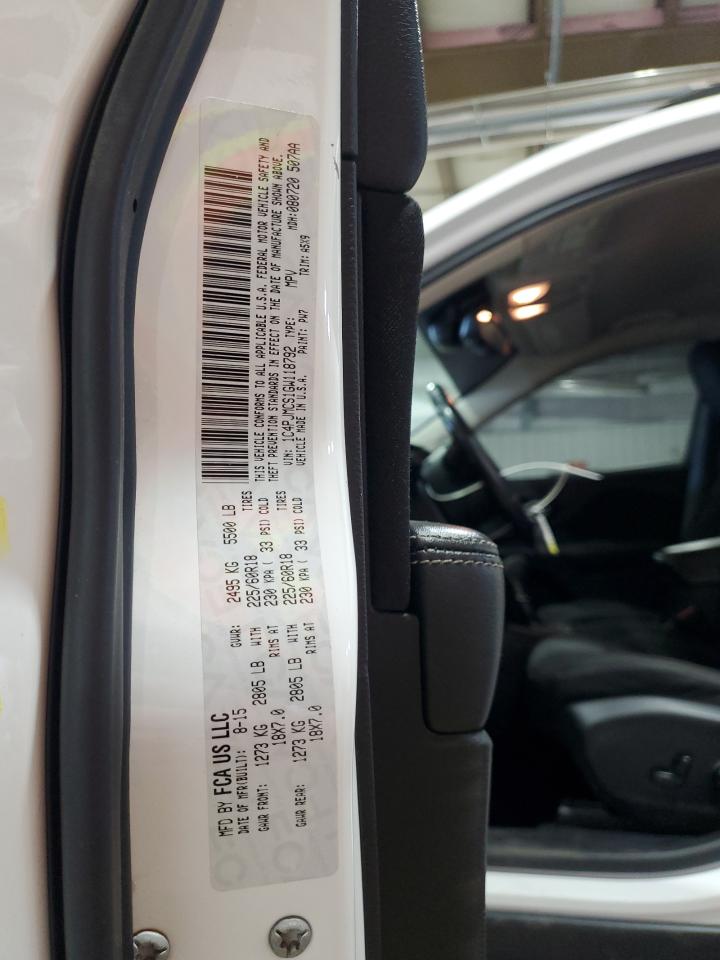 MFD BY FCA US LLC
DATE OF MFR(BUILT): 8-15 GVWR: 2495 KG 5500 LB
GAWR FRONT: 1273 KG 2805 LB WITH 225/60R18 TIRES
18X7.0 RIMS AT 230 KPA ( 33 PSI) COLD
GAWR REAR: 1273 KG 2805 LB WITH 225/60R18 TIRES
18X7.0 RIMS AT 230 KPA ( 33 PSI) COLD
THIS VEHICLE CONFORMS TO ALL APPLICABLE U.S.A. FEDERAL MOTOR VEHICLE SAFETY AND
THEFT PREVENTION STANDARDS IN EFFECT ON THE DATE OF MANUFACTURE SHOWN ABOVE.
VIN: 1C4PJMCS1GW118792 TYPE: MPV MDH:080720 507AA
VEHICLE MADE IN U.S.A. PAINT: PW7 TRIM: A5X9